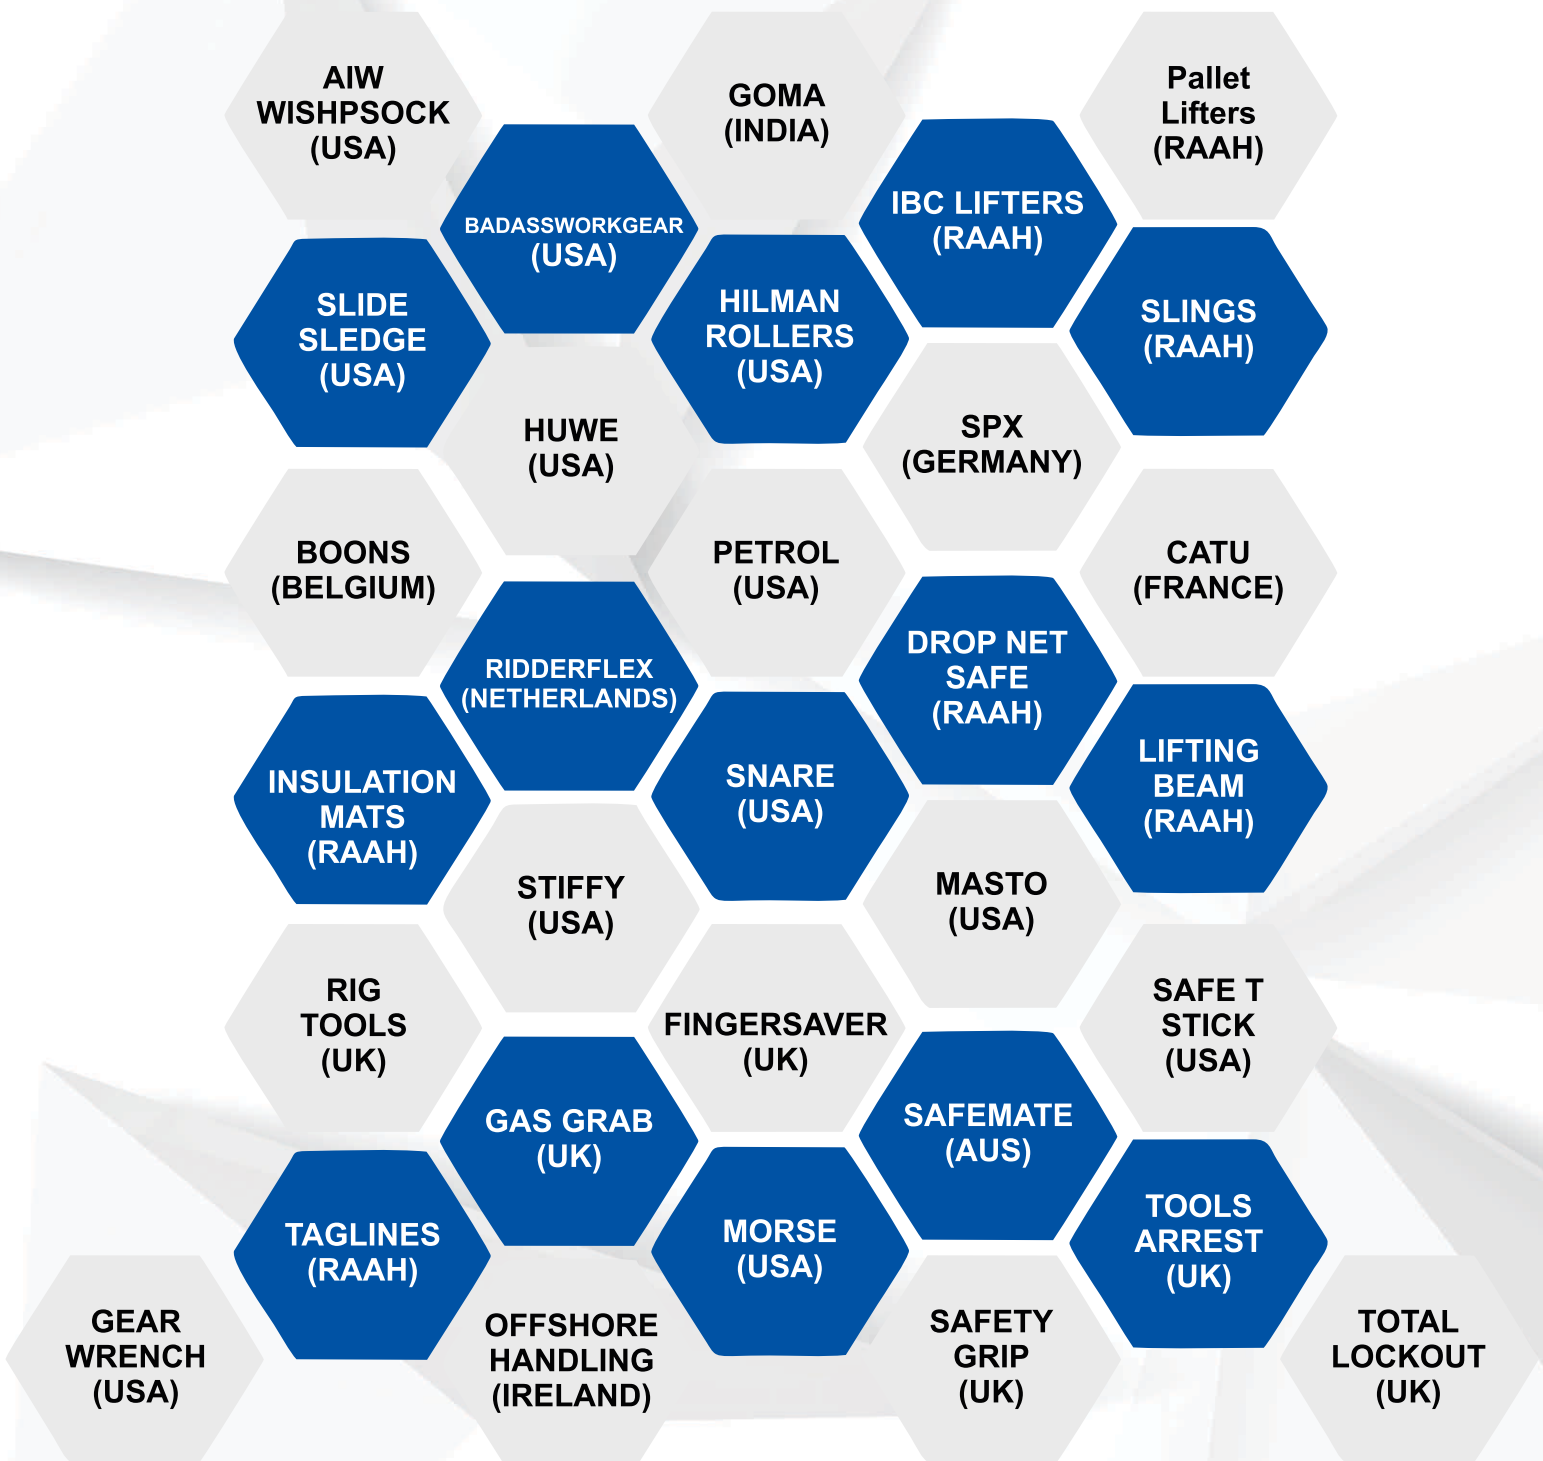 AIW
WISHPSOCK
(USA)
GOMA
(INDIA)
Pallet
Lifters
(RAAH)
BADASSWORKGEAR
(USA)
IBC LIFTERS
(RAAH)
SLIDE
SLEDGE
(USA)
HILMAN
ROLLERS
(USA)
SLINGS
(RAAH)
HUWE
(USA)
SPX
(GERMANY)
BOONS
(BELGIUM)
PETROL
(USA)
CATU
(FRANCE)
RIDDERFLEX
(NETHERLANDS)
DROP NET
SAFE
(RAAH)
INSULATION
MATS
(RAAH)
SNARE
(USA)
LIFTING
BEAM
(RAAH)
STIFFY
(USA)
MASTO
(USA)
RIG
TOOLS
(UK)
FINGERSAVER
(UK)
SAFE T
STICK
(USA)
GAS GRAB
(UK)
SAFEMATE
(AUS)
TAGLINES
(RAAH)
MORSE
(USA)
TOOLS
ARREST
(UK)
GEAR
WRENCH
(USA)
OFFSHORE
HANDLING
(IRELAND)
SAFETY
GRIP
(UK)
TOTAL
LOCKOUT
(UK)